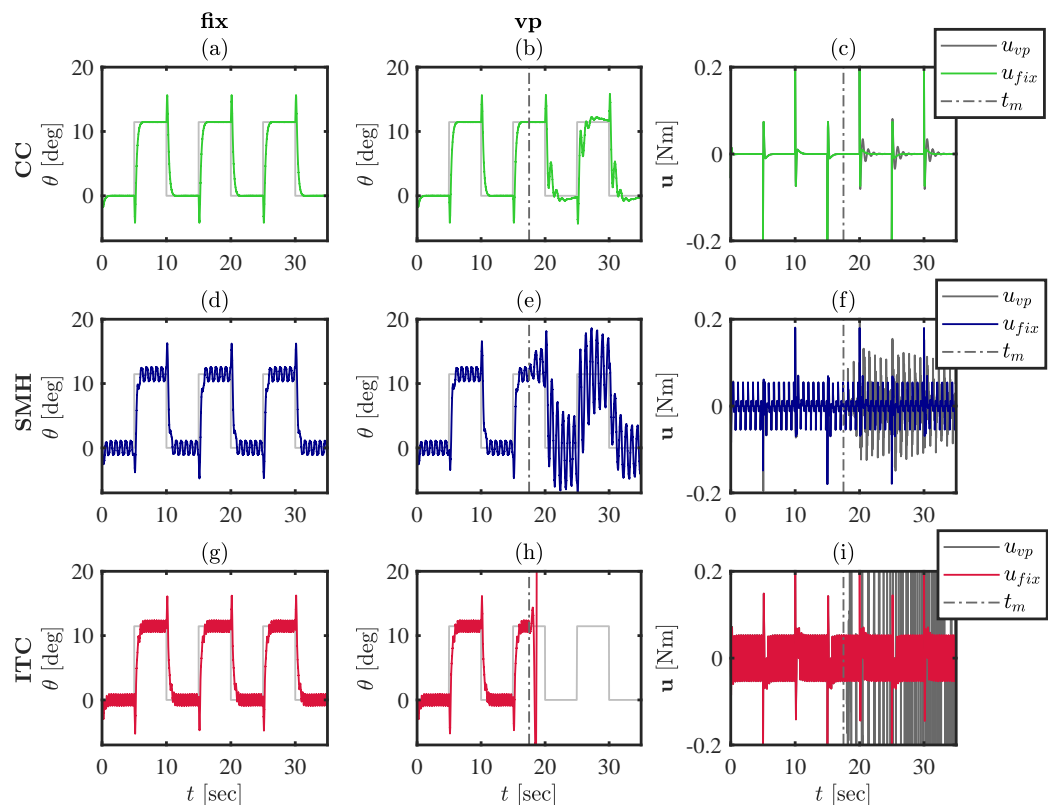 fix vp
(a) (b) (c)
u_vp
u_fix
t_m
CC
θ [deg]
20
10
0
0 10 20 30
θ [deg]
20
10
0
0 10 20 30
u [Nm]
0.2
0
-0.2
0 10 20 30
(d) (e) (f)
u_vp
u_fix
t_m
SMH
θ [deg]
20
10
0
0 10 20 30
θ [deg]
20
10
0
0 10 20 30
u [Nm]
0.2
0
-0.2
0 10 20 30
(g) (h) (i)
u_vp
u_fix
t_m
ITC
θ [deg]
20
10
0
0 10 20 30
t [sec]
θ [deg]
20
10
0
0 10 20 30
t [sec]
u [Nm]
0.2
0
-0.2
0 10 20 30
t [sec]